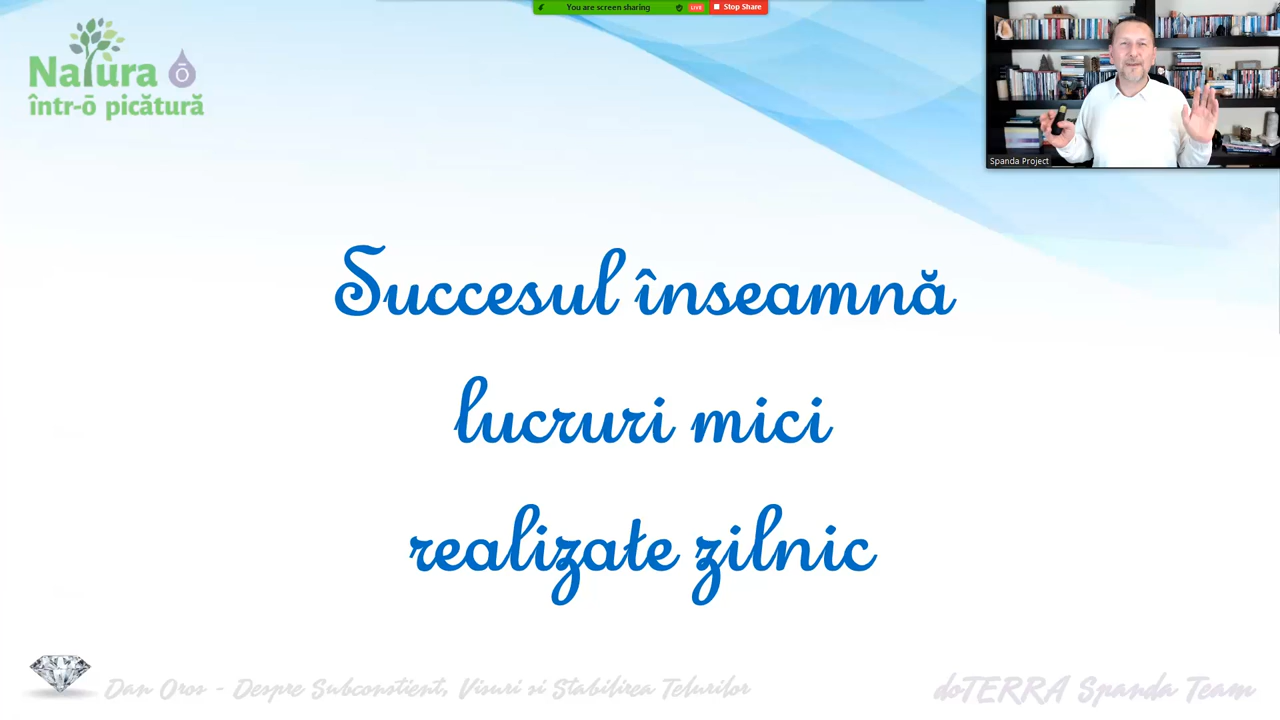 You are screen sharing
LIVE
Stop Share
Natura
într-ō picătură
Spanda Project
Succesul înseamnă
lucruri mici
realizate zilnic
Dan Oros - Despre Subconstient, Visuri si Stabilirea Telurilor
doTERRA Spanda Team